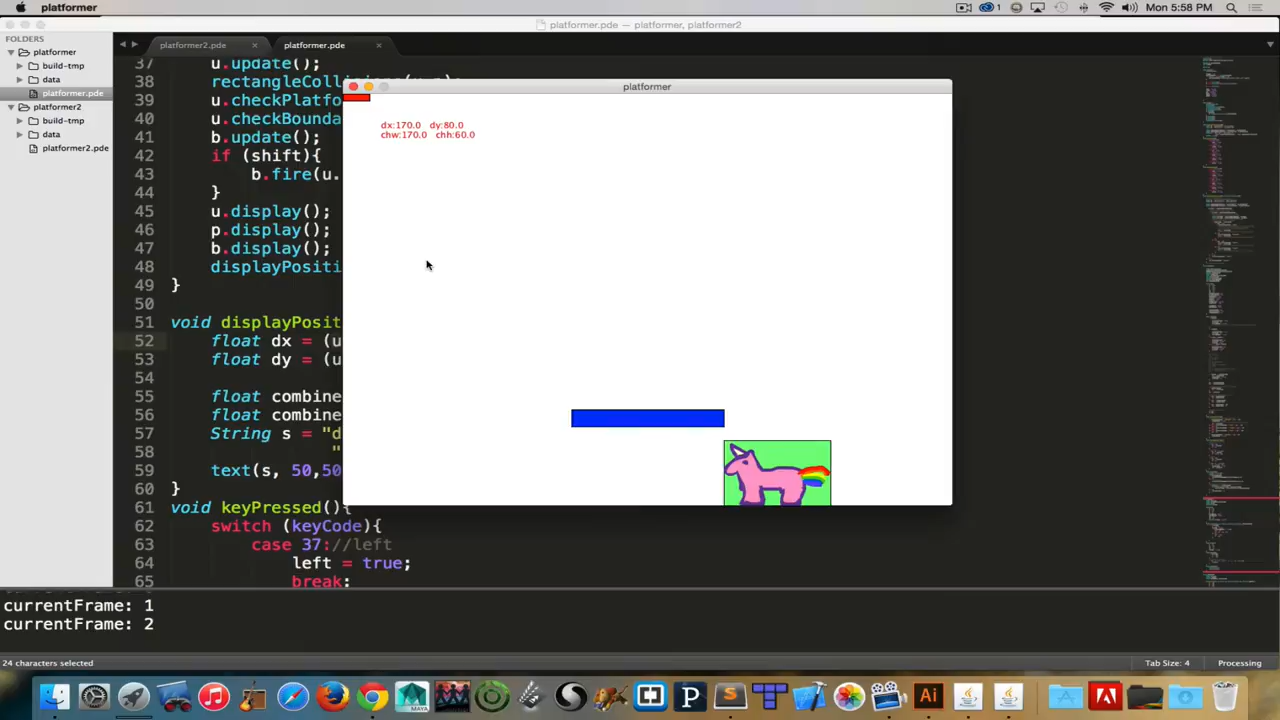 platformer
Mon 5:58 PM
platformer.pde — platformer, platformer2
FOLDERS
platformer
build-tmp
data
platformer.pde
platformer2
build-tmp
data
platformer2.pde
platformer2.pde
platformer.pde
37 u.update();
38 rectangleColl
39 u.checkPlatfo
40 u.checkBounda
41 b.update();
42 if (shift){
43 b.fire(u.
44 }
45 u.display();
46 p.display();
47 b.display();
48 displayPositi
49 }
50
51 void displayPosit
52 float dx = (u
53 float dy = (u
54
55 float combine
56 float combine
57 String s = "d
58 "
59 text(s, 50,50
60 }
61 void keyPressed(){
62 switch (keyCode){
63 case 37://left
64 left = true;
65 break;
platformer
dx:170.0 dy:80.0
chw:170.0 chh:60.0
currentFrame: 1
currentFrame: 2
24 characters selected
Tab Size: 4
Processing